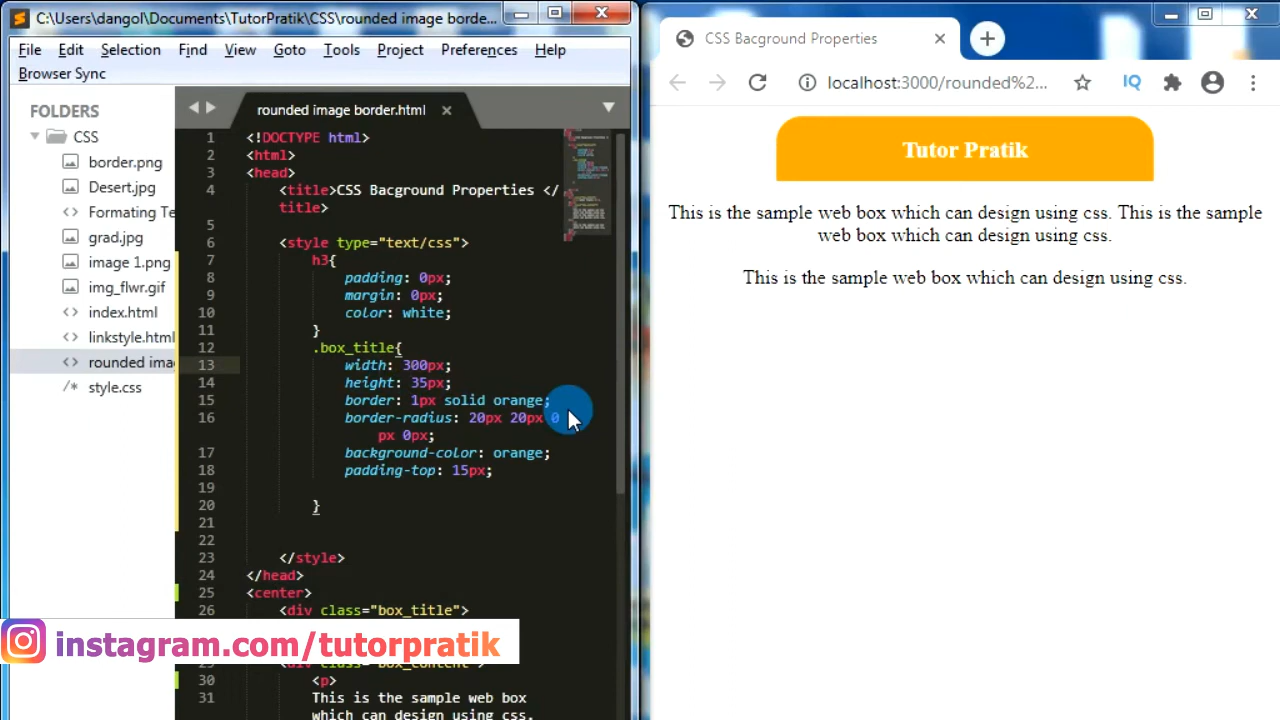 C:\Users\dangol\Documents\TutorPratik\CSS\rounded image borde...
File Edit Selection Find View Goto Tools Project Preferences Help
Browser Sync
FOLDERS
CSS
border.png
Desert.jpg
Formating Te
grad.jpg
image 1.png
img_flwr.gif
index.html
linkstyle.html
rounded ima
style.css
rounded image border.html
1 <!DOCTYPE html>
2 <html>
3 <head>
4 <title>CSS Bacground Properties </
title>
5
6 <style type="text/css">
7 h3{
8 padding: 0px;
9 margin: 0px;
10 color: white;
11 }
12 .box_title{
13 width: 300px;
14 height: 35px;
15 border: 1px solid orange;
16 border-radius: 20px 20px 0
px 0px;
17 background-color: orange;
18 padding-top: 15px;
19
20 }
21
22
23 </style>
24 </head>
25 <center>
26 <div class="box_title">
<div class="box_content">
30 <p>
31 This is the sample web box
which can design using css.
instagram.com/tutorpratik
CSS Bacground Properties
localhost:3000/rounded%2...
IQ
Tutor Pratik
This is the sample web box which can design using css. This is the sample
web box which can design using css.
This is the sample web box which can design using css.